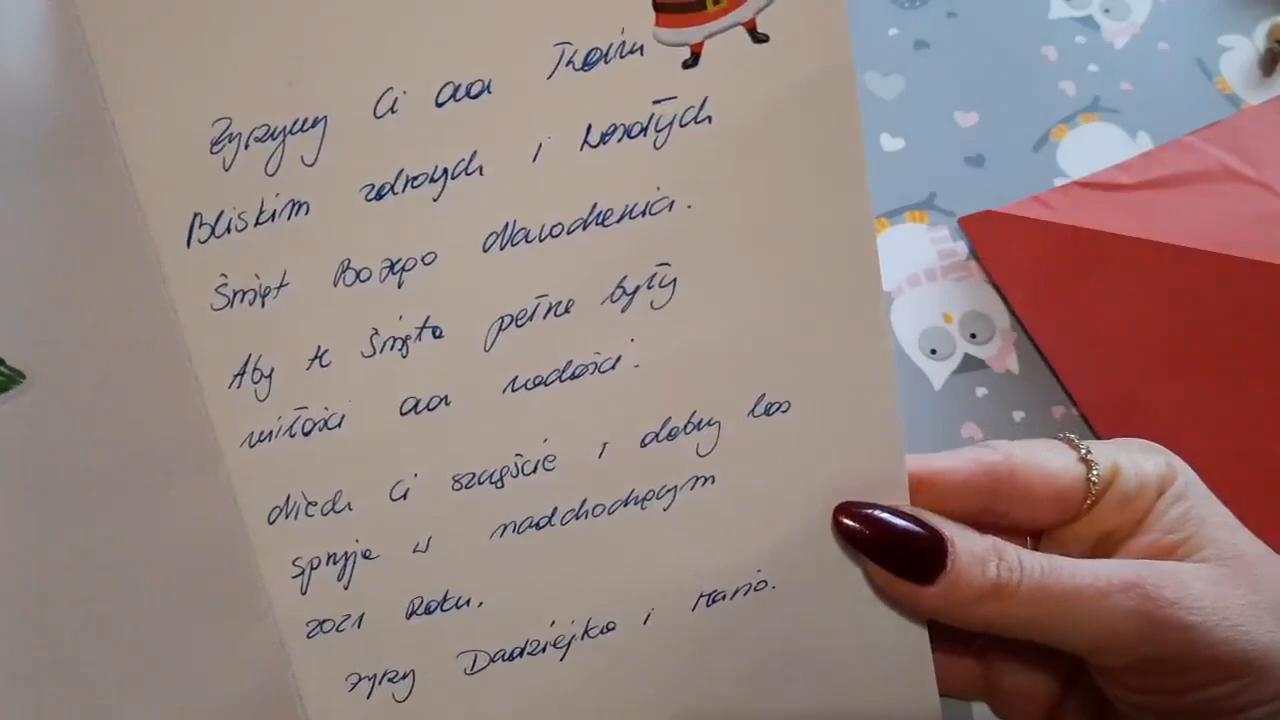 Życzymy Ci oraz Twoim
Bliskim zdrowych i wesołych
Świąt Bożego Narodzenia.
Aby te święta pełne były
miłości oraz radości.
Niech Ci szczęście i dobry los
sprzyja w nadchodzącym
2021 Roku.
życzy Dadziejka i Mario.